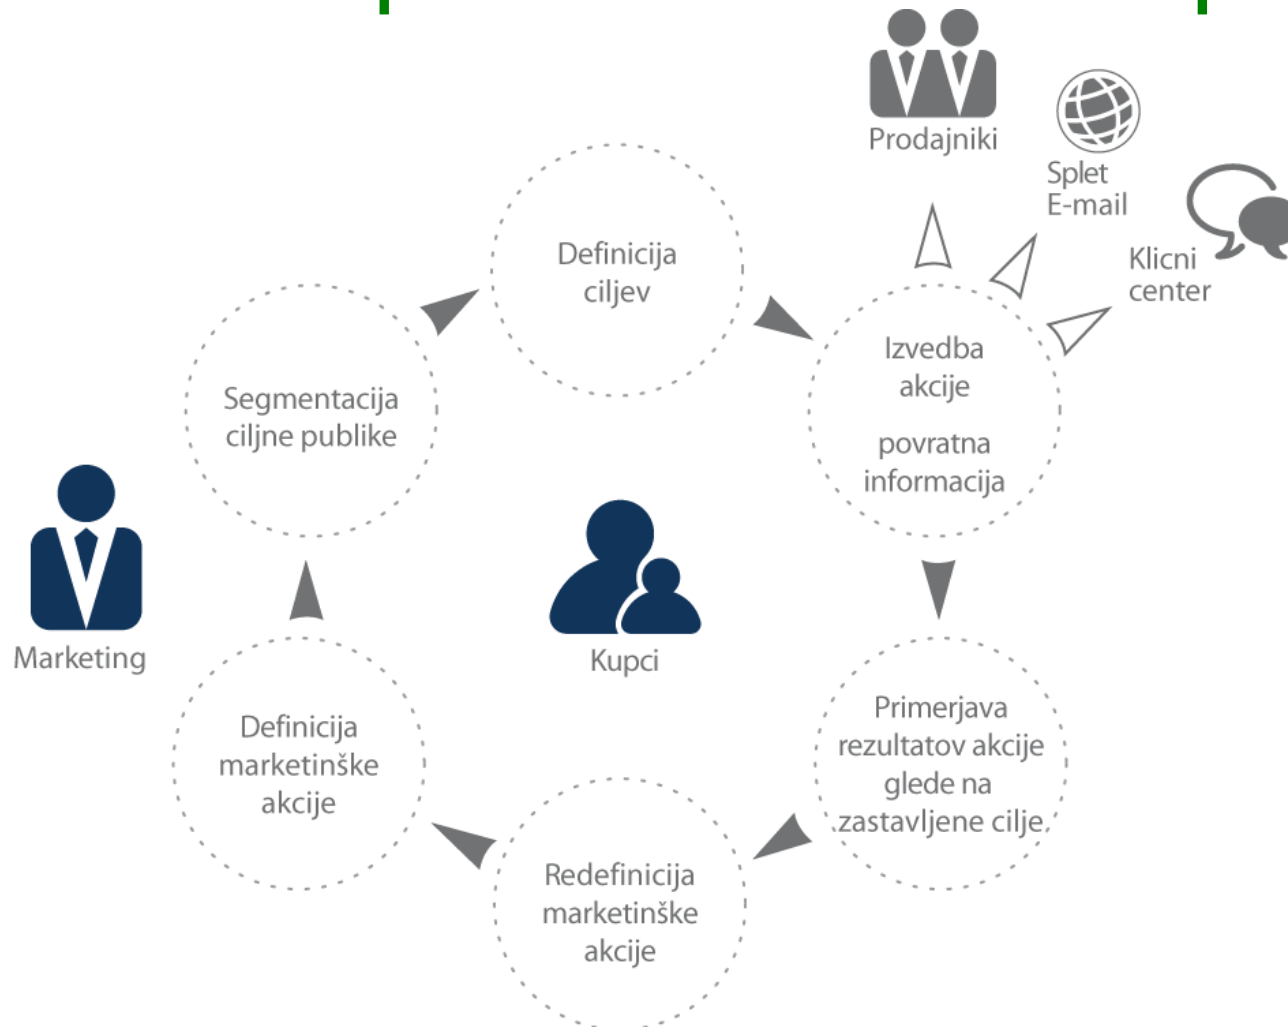 Prodajniki
Splet
E-mail
Klicni
center
Definicija
ciljev
Izvedba
akcije
povratna
informacija
Segmentacija
ciljne publike
Marketing
Kupci
Definicija
marketinške
akcije
Primerjava
rezultatov akcije
glede na
zastavljene cilje
Redefinicija
marketinške
akcije